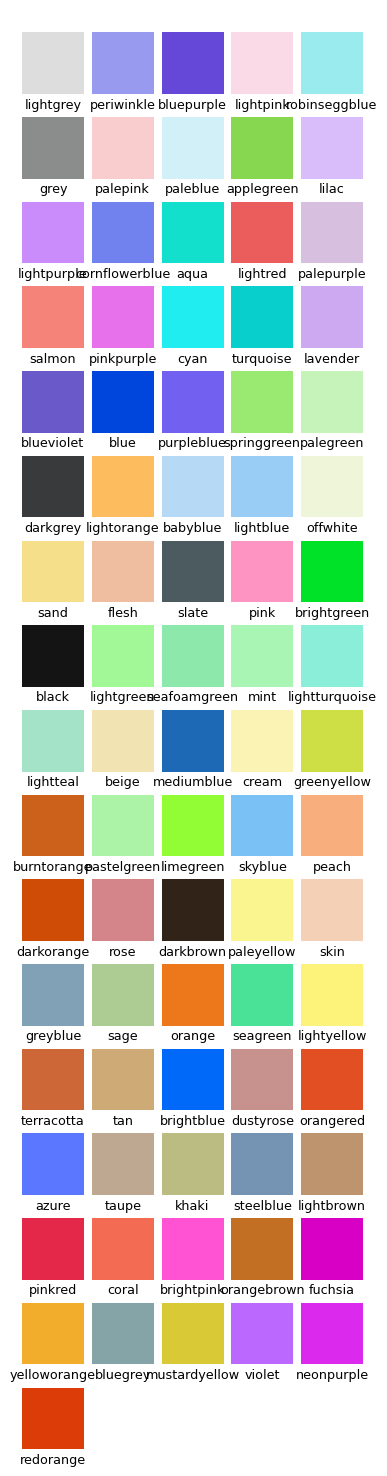 lightgrey periwinkle bluepurple lightpink robinseggblue
grey palepink paleblue applegreen lilac
lightpurple cornflowerblue aqua lightred palepurple
salmon pinkpurple cyan turquoise lavender
blueviolet blue purpleblue springgreen palegreen
darkgrey lightorange babyblue lightblue offwhite
sand flesh slate pink brightgreen
black lightgreen seafoamgreen mint lightturquoise
lightteal beige mediumblue cream greenyellow
burntorange pastelgreen limegreen skyblue peach
darkorange rose darkbrown paleyellow skin
greyblue sage orange seagreen lightyellow
terracotta tan brightblue dustyrose orangered
azure taupe khaki steelblue lightbrown
pinkred coral brightpink orangebrown fuchsia
yelloworange bluegrey mustardyellow violet neonpurple
redorange